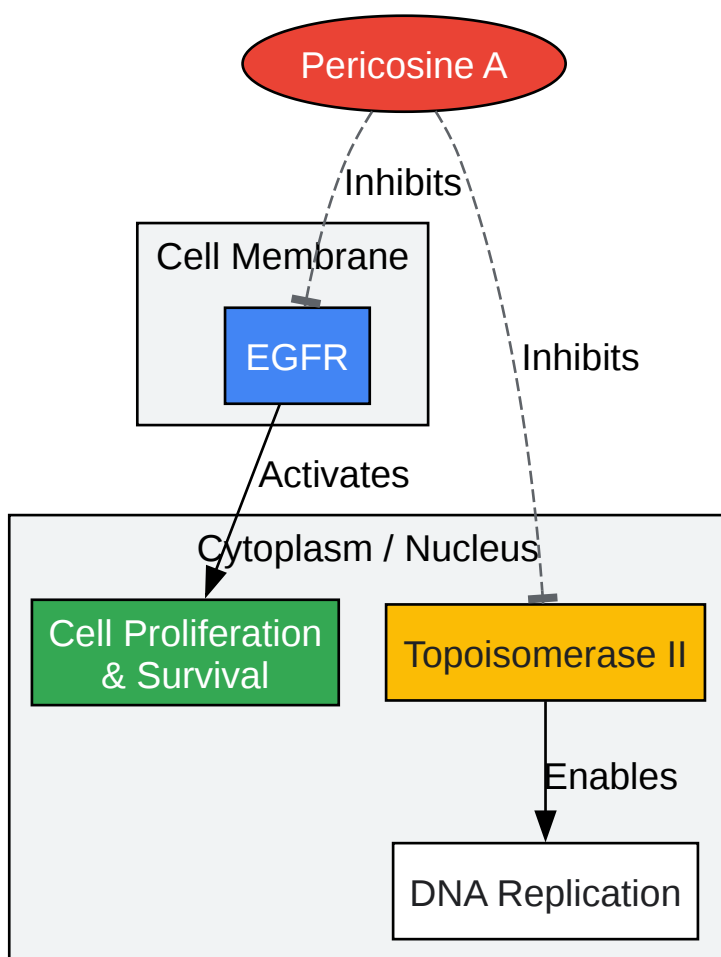 Pericosine A
Inhibits
Cell Membrane
EGFR
Inhibits
Activates
Cytoplasm / Nucleus
Cell Proliferation
& Survival
Topoisomerase II
Enables
DNA Replication